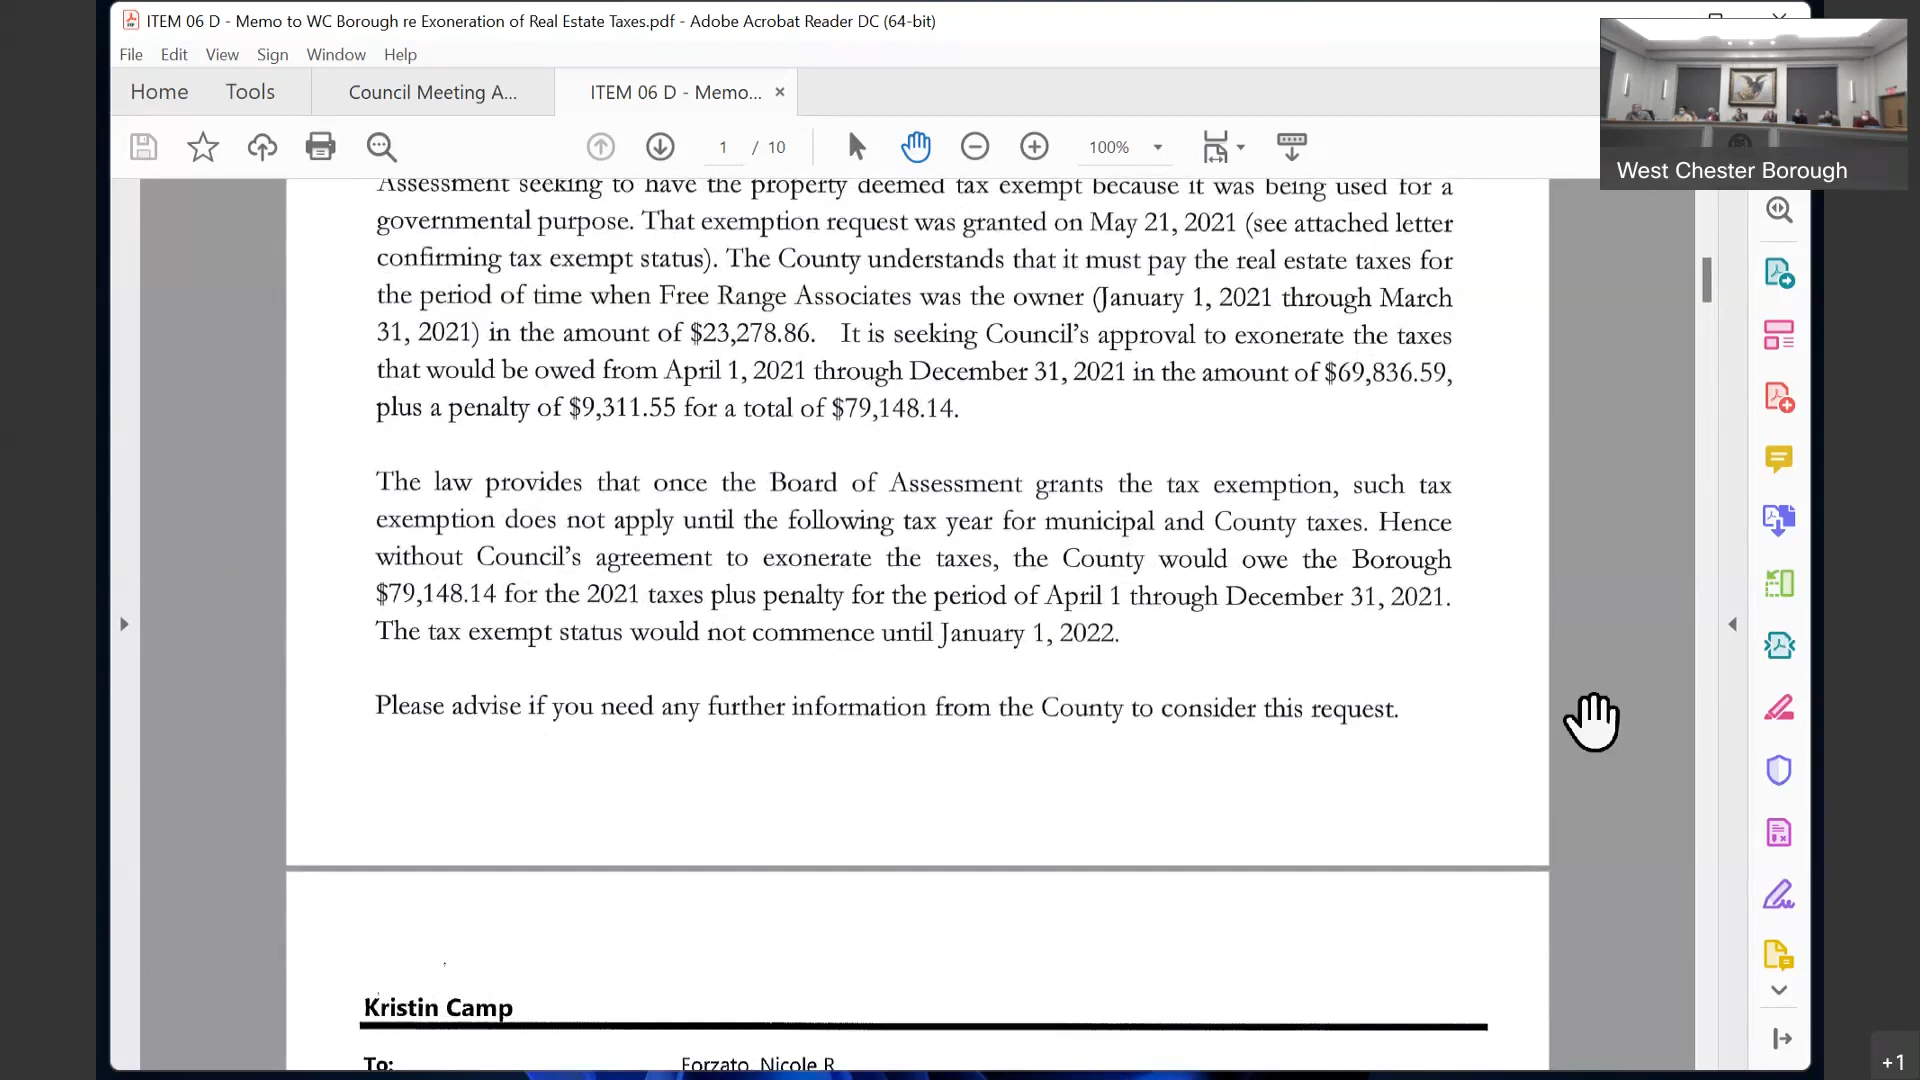 ITEM 06 D - Memo to WC Borough re Exoneration of Real Estate Taxes.pdf - Adobe Acrobat Reader DC (64-bit)
File Edit View Sign Window Help
Home Tools Council Meeting A... ITEM 06 D - Memo... ×
1 / 10 100%
West Chester Borough
Assessment seeking to have the property deemed tax exempt because it was being used for a
governmental purpose. That exemption request was granted on May 21, 2021 (see attached letter
confirming tax exempt status). The County understands that it must pay the real estate taxes for
the period of time when Free Range Associates was the owner (January 1, 2021 through March
31, 2021) in the amount of $23,278.86. It is seeking Council's approval to exonerate the taxes
that would be owed from April 1, 2021 through December 31, 2021 in the amount of $69,836.59,
plus a penalty of $9,311.55 for a total of $79,148.14.
The law provides that once the Board of Assessment grants the tax exemption, such tax
exemption does not apply until the following tax year for municipal and County taxes. Hence
without Council's agreement to exonerate the taxes, the County would owe the Borough
$79,148.14 for the 2021 taxes plus penalty for the period of April 1 through December 31, 2021.
The tax exempt status would not commence until January 1, 2022.
Please advise if you need any further information from the County to consider this request.
Kristin Camp
To: Forzato, Nicole R
+1